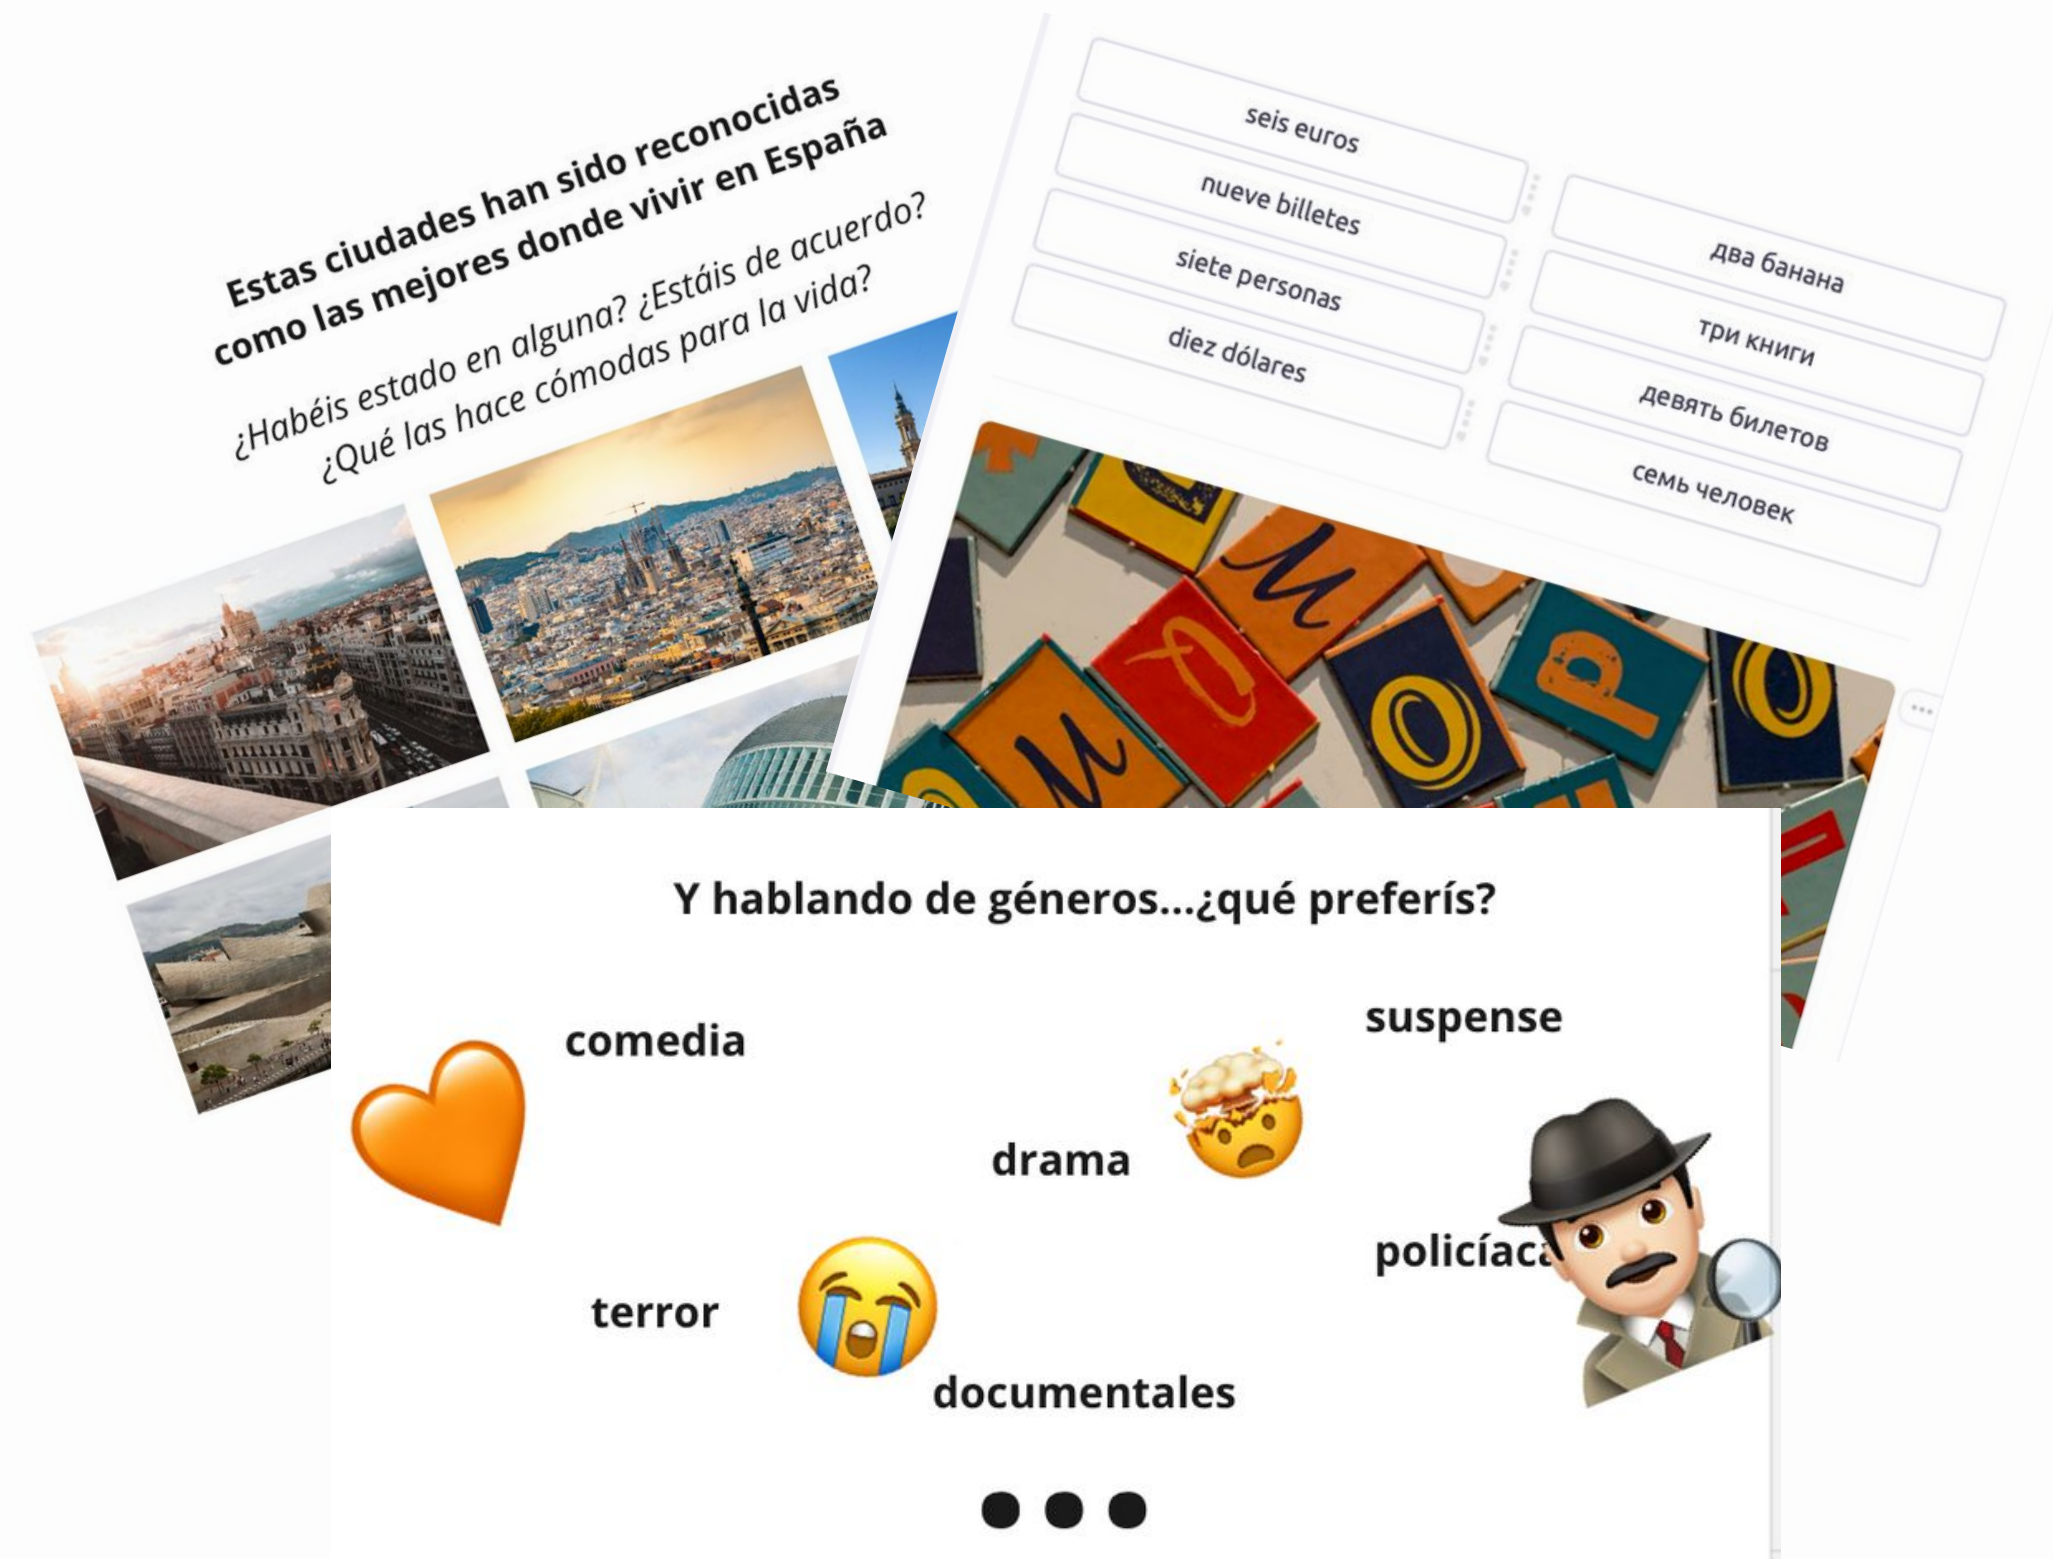 Estas ciudades han sido reconocidas
como las mejores donde vivir en España
¿Habéis estado en alguna? ¿Estáis de acuerdo?
¿Qué las hace cómodas para la vida?
seis euros
nueve billetes
siete personas
diez dólares
два банана
три книги
девять билетов
семь человек
Y hablando de géneros...¿qué preferís?
comedia
suspense
drama
policíaca
terror
documentales